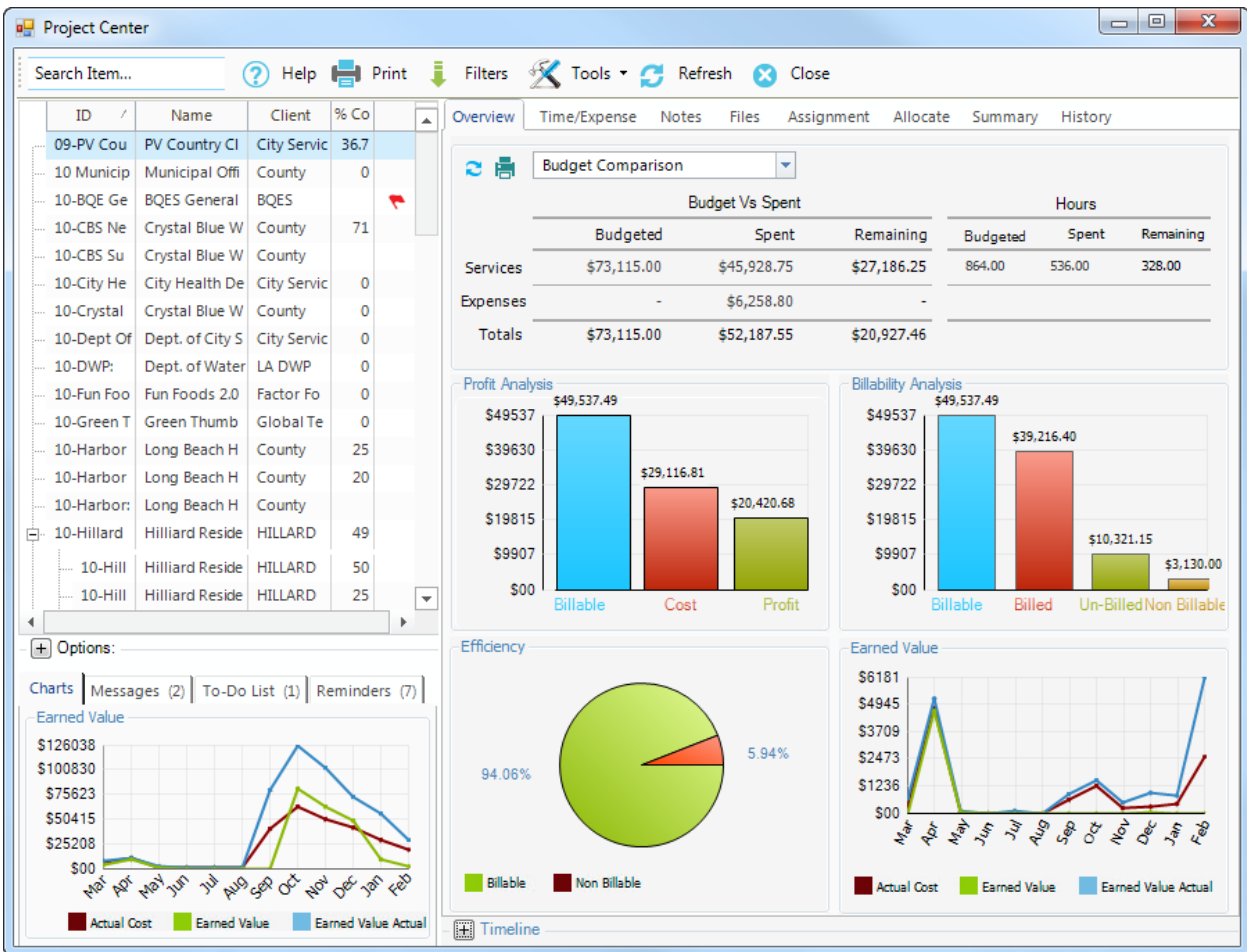 Project Center
Search Item... Help Print Filters Tools Refresh Close
ID Name Client % Co
09-PV Cou PV Country Cl City Servic 36.7
10 Municip Municipal Offi County 0
10-BQE Ge BQES General BQES
10-CBS Ne Crystal Blue W County 71
10-CBS Su Crystal Blue W County
10-City He City Health De City Servic 0
10-Crystal Crystal Blue W County 0
10-Dept Of Dept. of City S City Servic 0
10-DWP: Dept. of Water LA DWP 0
10-Fun Foo Fun Foods 2.0 Factor Fo 0
10-Green T Green Thumb Global Te 0
10-Harbor Long Beach H County 25
10-Harbor Long Beach H County 20
10-Harbor: Long Beach H County
10-Hillard Hilliard Reside HILLARD 49
10-Hill Hilliard Reside HILLARD 50
10-Hill Hilliard Reside HILLARD 25
Options:
Charts Messages (2) To-Do List (1) Reminders (7)
Earned Value
$126038
$100830
$75623
$50415
$25208
$00
Mar Apr May Jun Jul Aug Sep Oct Nov Dec Jan Feb
Actual Cost Earned Value Earned Value Actual
Overview Time/Expense Notes Files Assignment Allocate Summary History
Budget Comparison
Budget Vs Spent Hours
Budgeted Spent Remaining Budgeted Spent Remaining
Services $73,115.00 $45,928.75 $27,186.25 864.00 536.00 328.00
Expenses - $6,258.80 -
Totals $73,115.00 $52,187.55 $20,927.46
Profit Analysis
$49,537.49
$49537
$39630
$29,116.81
$29722
$20,420.68
$19815
$9907
$00
Billable Cost Profit
Billability Analysis
$49,537.49
$49537
$39,216.40
$39630
$29722
$19815
$10,321.15
$9907
$3,130.00
$00
Billable Billed Un-Billed Non Billable
Efficiency
5.94%
94.06%
Billable Non Billable
Earned Value
$6181
$4945
$3709
$2473
$1236
$00
Mar Apr May Jun Jul Aug Sep Oct Nov Dec Jan Feb
Actual Cost Earned Value Earned Value Actual
Timeline